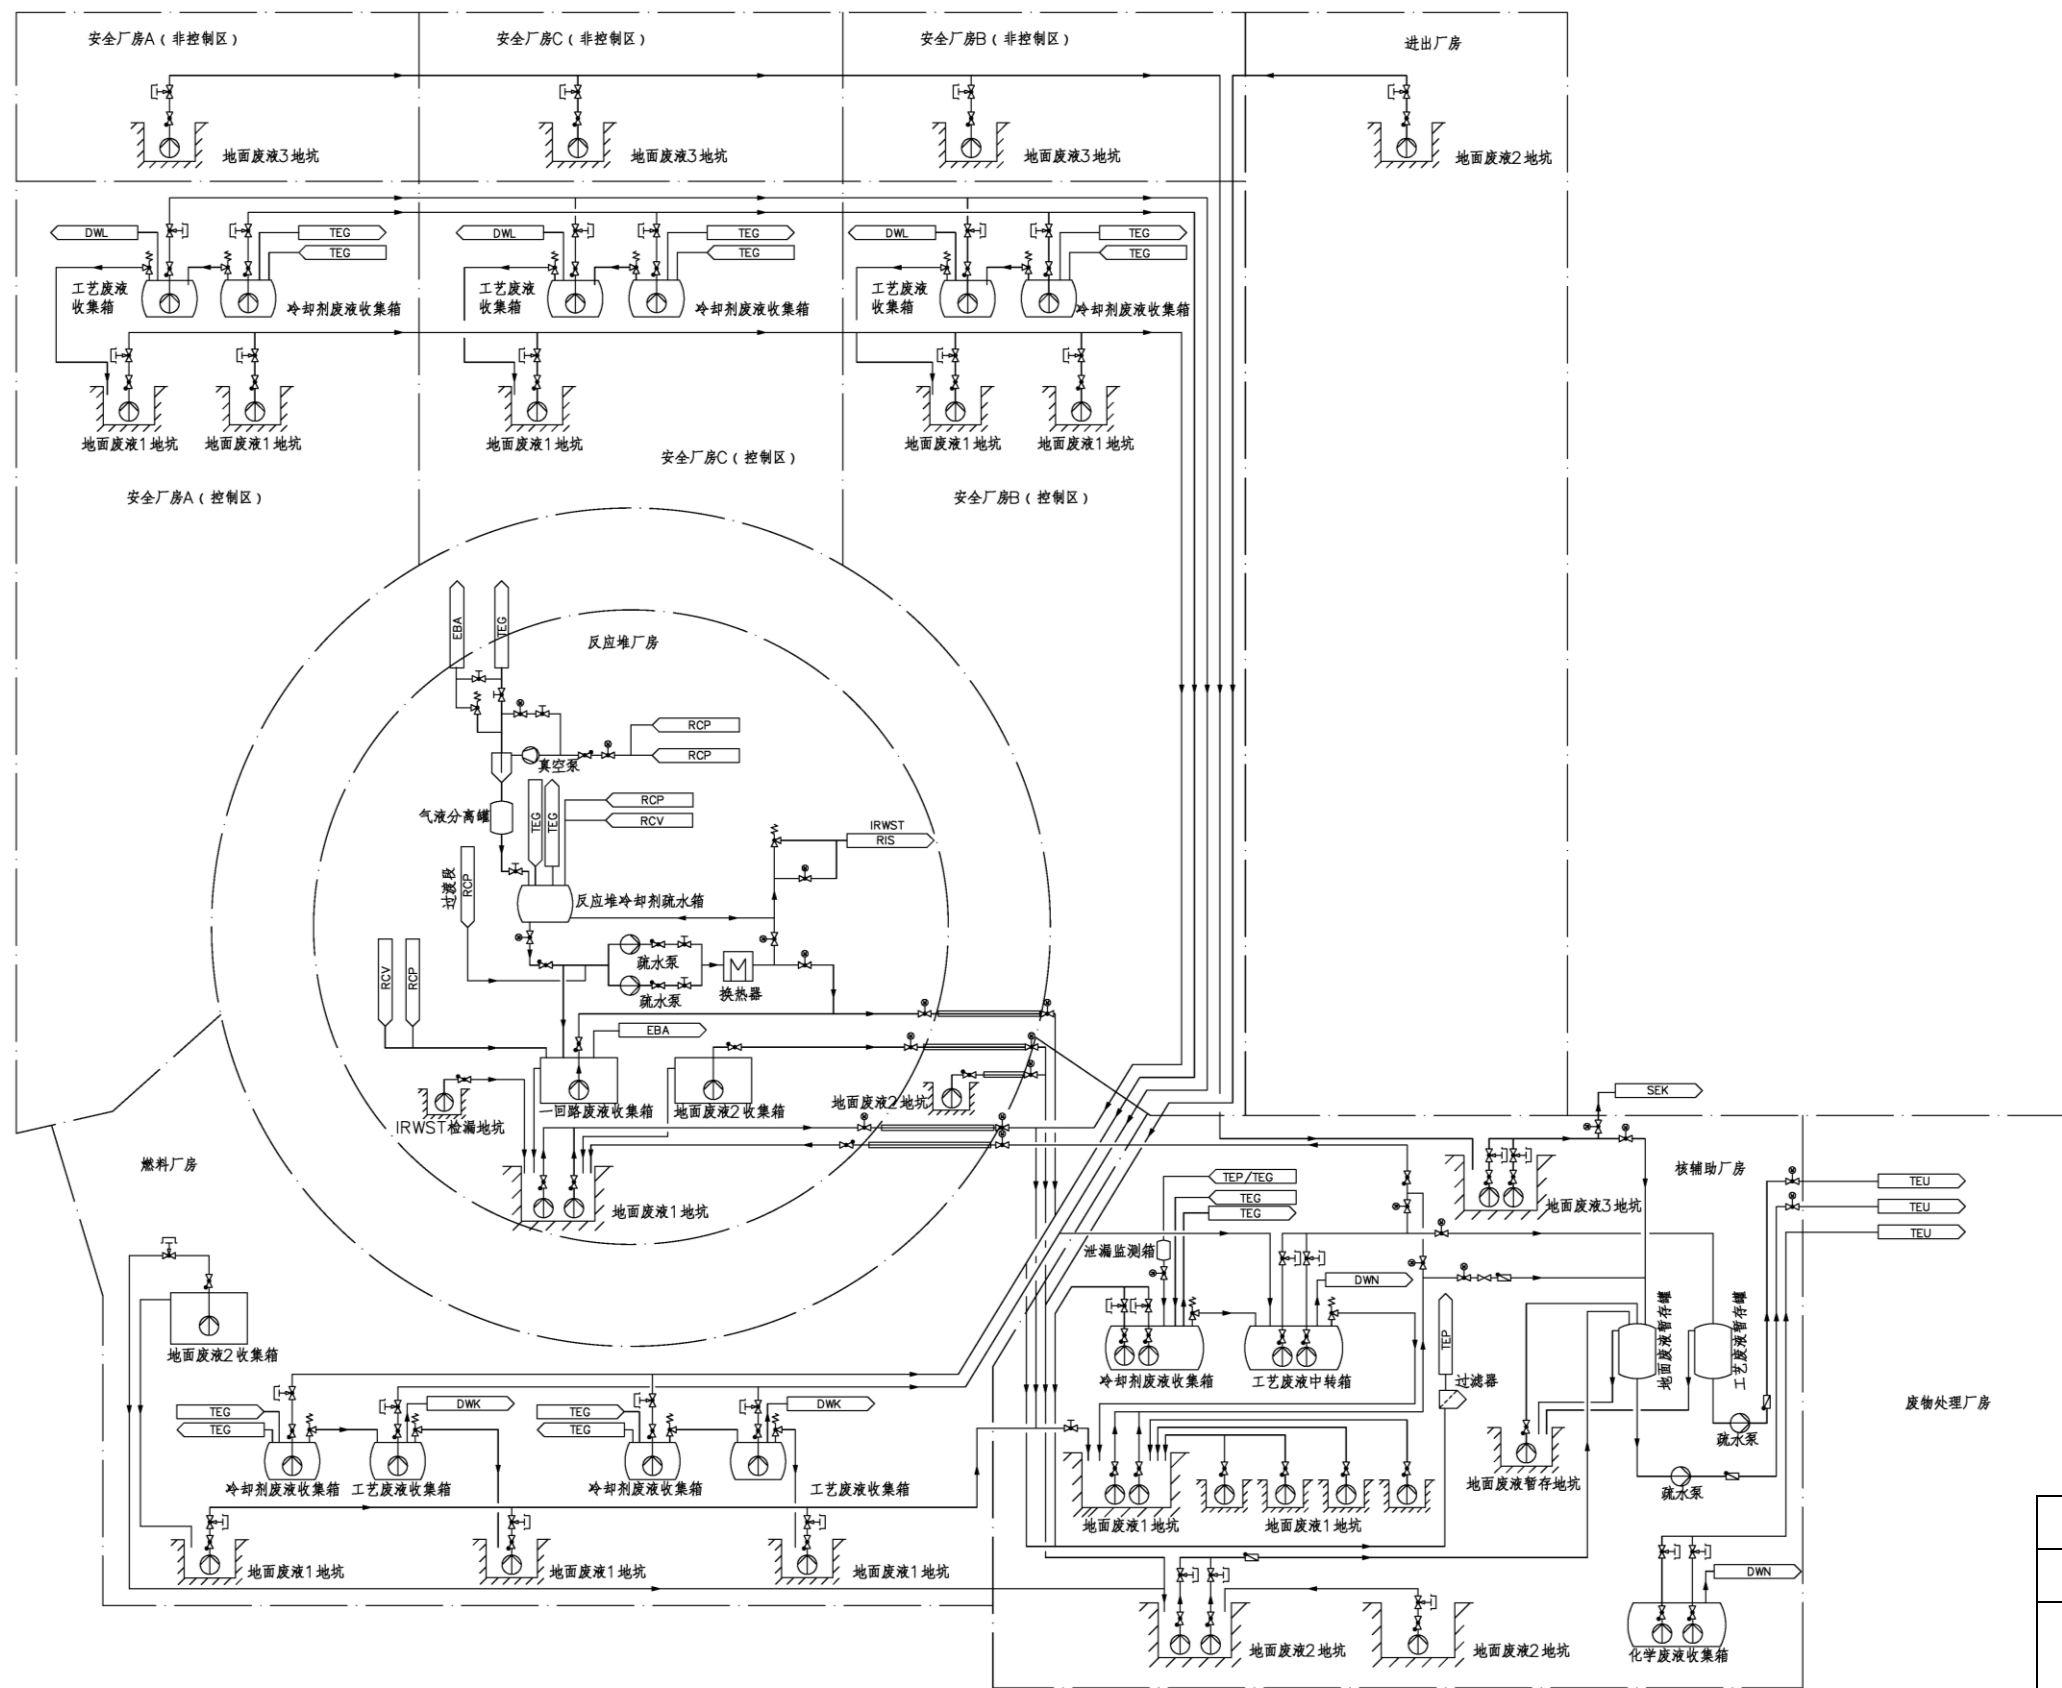 安全厂房A（非控制区）
安全厂房C（非控制区）
安全厂房B（非控制区）
进出厂房
地面废液3地坑
地面废液3地坑
地面废液3地坑
地面废液2地坑
DWL
TEG
TEG
DWL
TEG
TEG
DWL
TEG
TEG
工艺废液
收集箱
冷却剂废液收集箱
工艺废液
收集箱
冷却剂废液收集箱
工艺废液
收集箱
冷却剂废液收集箱
地面废液1地坑
地面废液1地坑
地面废液1地坑
地面废液1地坑
地面废液1地坑
安全厂房C（控制区）
安全厂房A（控制区）
安全厂房B（控制区）
反应堆厂房
EBA
TEG
RCP
RCP
真空泵
气液分离罐
TEG
TEG
RCP
RCV
IRWST
RIS
过渡段
RCP
反应堆冷却剂疏水箱
RCV
RCP
疏水泵
疏水泵
换热器
EBA
一回路废液收集箱
地面废液2收集箱
地面废液2地坑
IRWST检漏地坑
地面废液1地坑
SEK
燃料厂房
核辅助厂房
TEP/TEG
TEG
TEG
地面废液3地坑
TEU
TEU
TEU
泄漏监测箱
DWN
TEP
地面废液暂存罐
工艺废液暂存罐
地面废液2收集箱
冷却剂废液收集箱
工艺废液中转箱
过滤器
废物处理厂房
TEG
TEG
DWK
TEG
TEG
DWK
疏水泵
冷却剂废液收集箱
工艺废液收集箱
冷却剂废液收集箱
工艺废液收集箱
地面废液暂存地坑
疏水泵
地面废液1地坑
地面废液1地坑
地面废液1地坑
地面废液1地坑
地面废液1地坑
DWN
地面废液2地坑
地面废液2地坑
化学废液收集箱